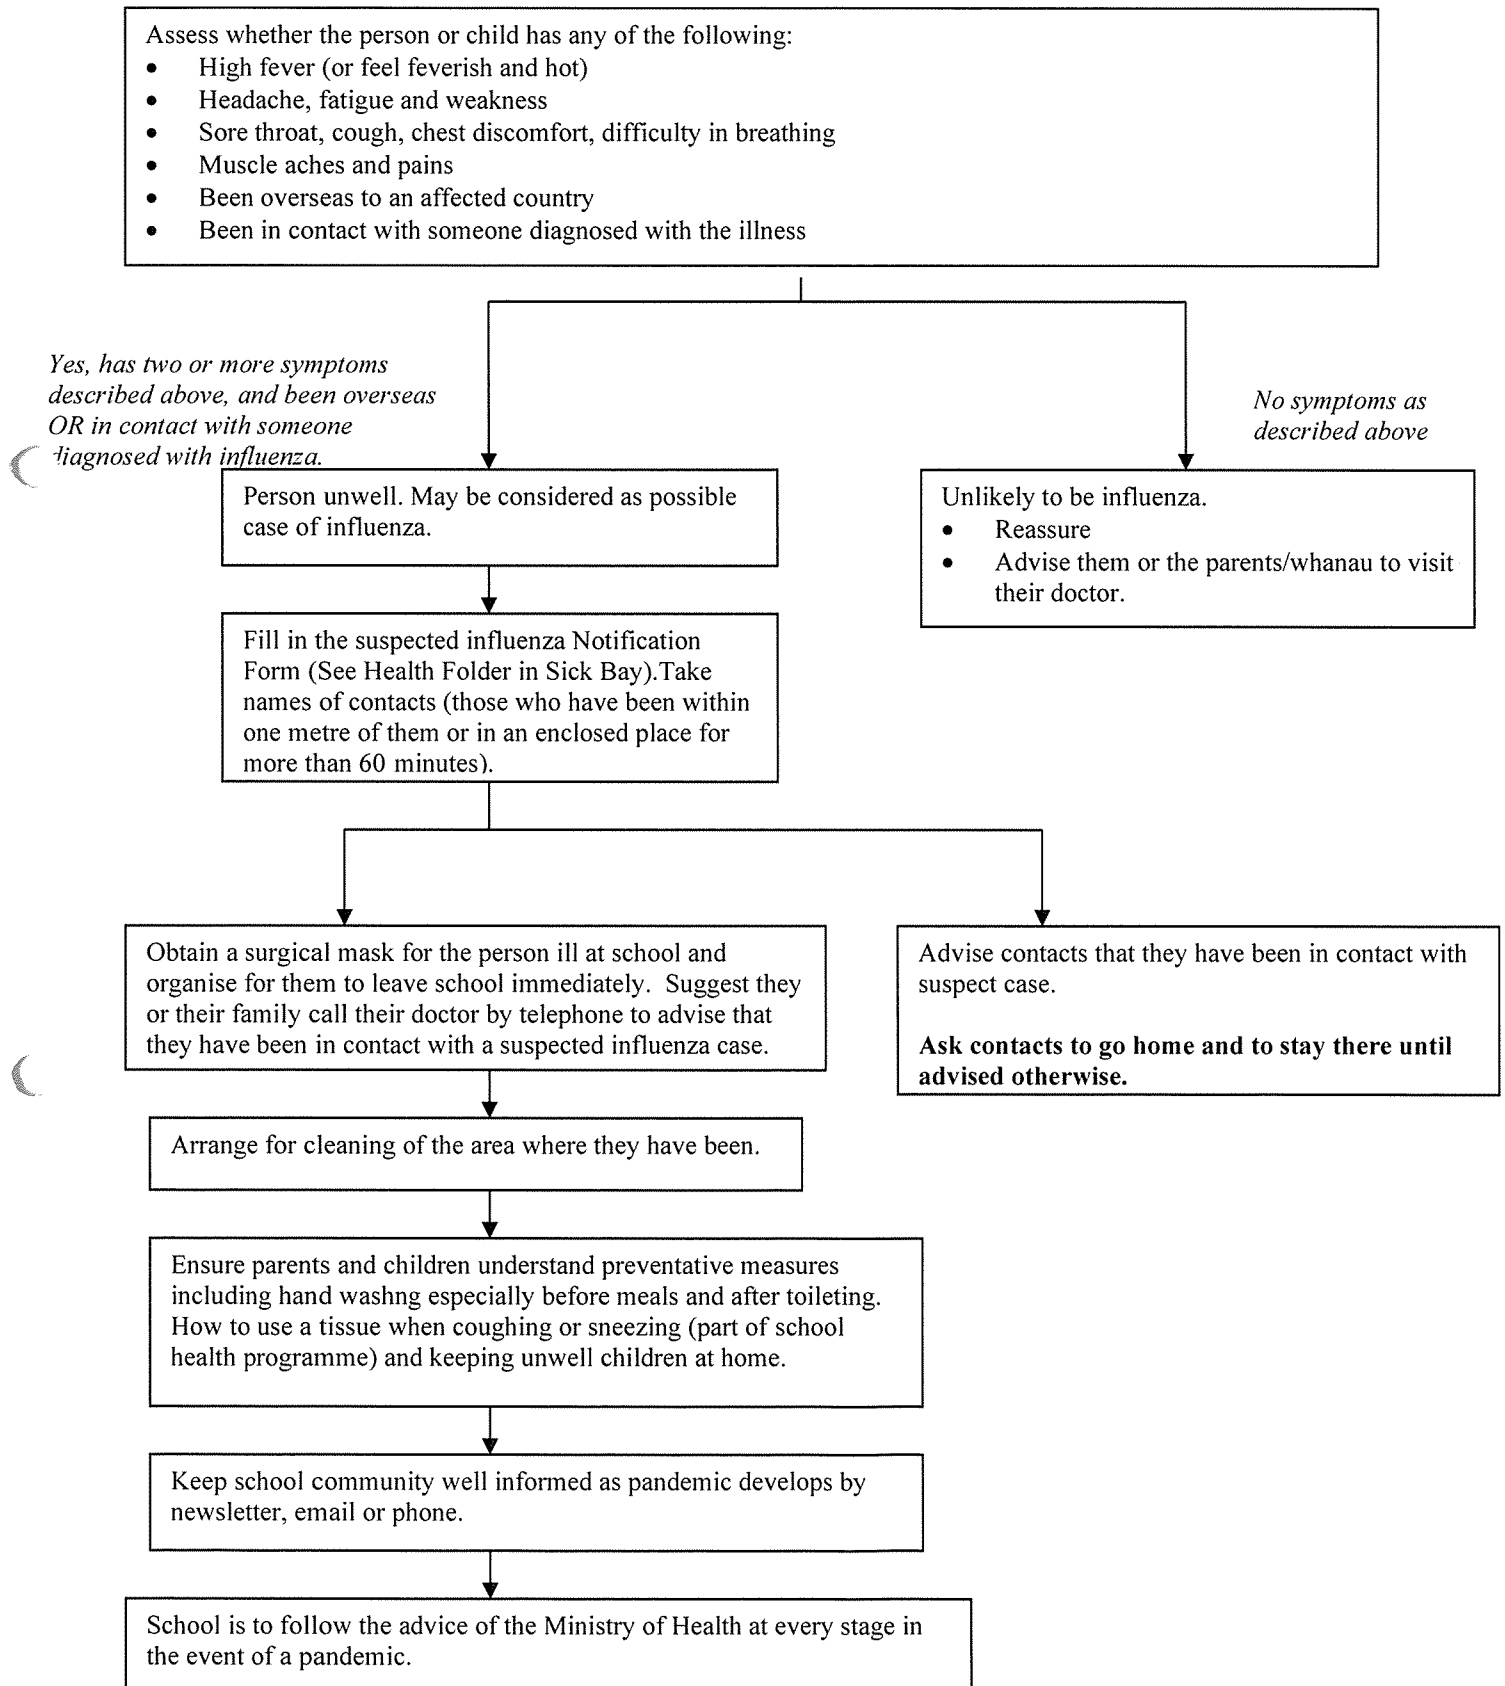 Assess whether the person or child has any of the following:
• High fever (or feel feverish and hot)
• Headache, fatigue and weakness
• Sore throat, cough, chest discomfort, difficulty in breathing
• Muscle aches and pains
• Been overseas to an affected country
• Been in contact with someone diagnosed with the illness
Yes, has two or more symptoms
described above, and been overseas
OR in contact with someone
diagnosed with influenza.
No symptoms as
described above
Person unwell. May be considered as possible
case of influenza.
Unlikely to be influenza.
• Reassure
• Advise them or the parents/whanau to visit
their doctor.
Fill in the suspected influenza Notification
Form (See Health Folder in Sick Bay).Take
names of contacts (those who have been within
one metre of them or in an enclosed place for
more than 60 minutes).
Obtain a surgical mask for the person ill at school and
organise for them to leave school immediately. Suggest they
or their family call their doctor by telephone to advise that
they have been in contact with a suspected influenza case.
Advise contacts that they have been in contact with
suspect case.
Ask contacts to go home and to stay there until
advised otherwise.
Arrange for cleaning of the area where they have been.
Ensure parents and children understand preventative measures
including hand washng especially before meals and after toileting.
How to use a tissue when coughing or sneezing (part of school
health programme) and keeping unwell children at home.
Keep school community well informed as pandemic develops by
newsletter, email or phone.
School is to follow the advice of the Ministry of Health at every stage in
the event of a pandemic.